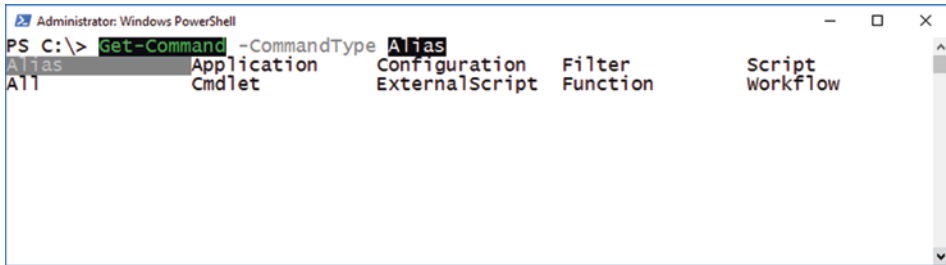 Administrator: Windows PowerShell
PS C:\> Get-Command -CommandType Alias
Alias Application Configuration Filter Script
All Cmdlet ExternalScript Function Workflow